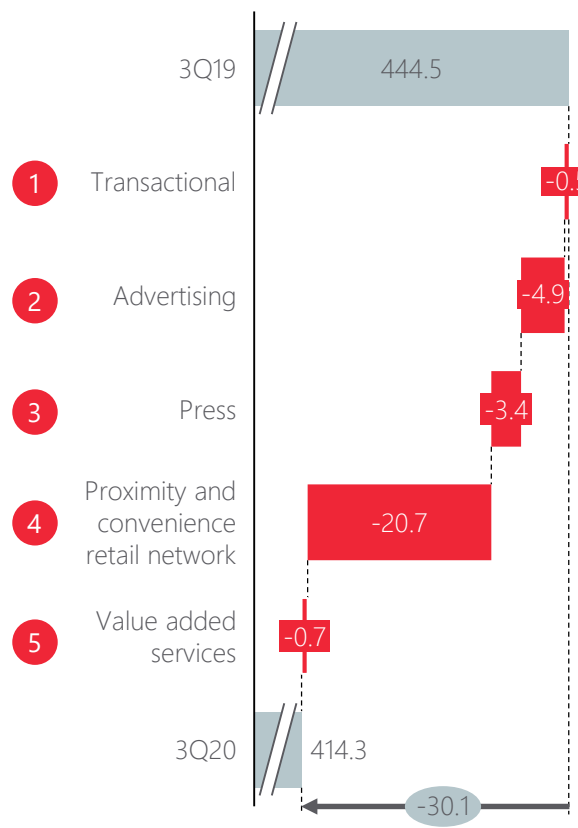 3Q19
444.5
1
Transactional
2
Advertising
-4.9
3
Press
-3.4
Proximity and
4
convenience
-20.7
retail network
5
Value added
services
-0.7
3Q20
414.3
-30.1